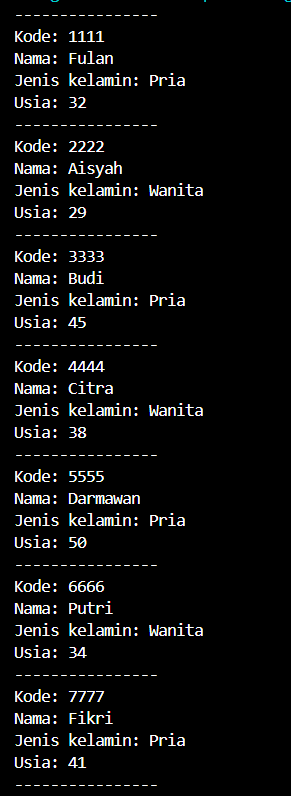 ----------------
Kode: 1111
Nama: Fulan
Jenis kelamin: Pria
Usia: 32
----------------
Kode: 2222
Nama: Aisyah
Jenis kelamin: Wanita
Usia: 29
----------------
Kode: 3333
Nama: Budi
Jenis kelamin: Pria
Usia: 45
----------------
Kode: 4444
Nama: Citra
Jenis kelamin: Wanita
Usia: 38
----------------
Kode: 5555
Nama: Darmawan
Jenis kelamin: Pria
Usia: 50
----------------
Kode: 6666
Nama: Putri
Jenis kelamin: Wanita
Usia: 34
----------------
Kode: 7777
Nama: Fikri
Jenis kelamin: Pria
Usia: 41
----------------